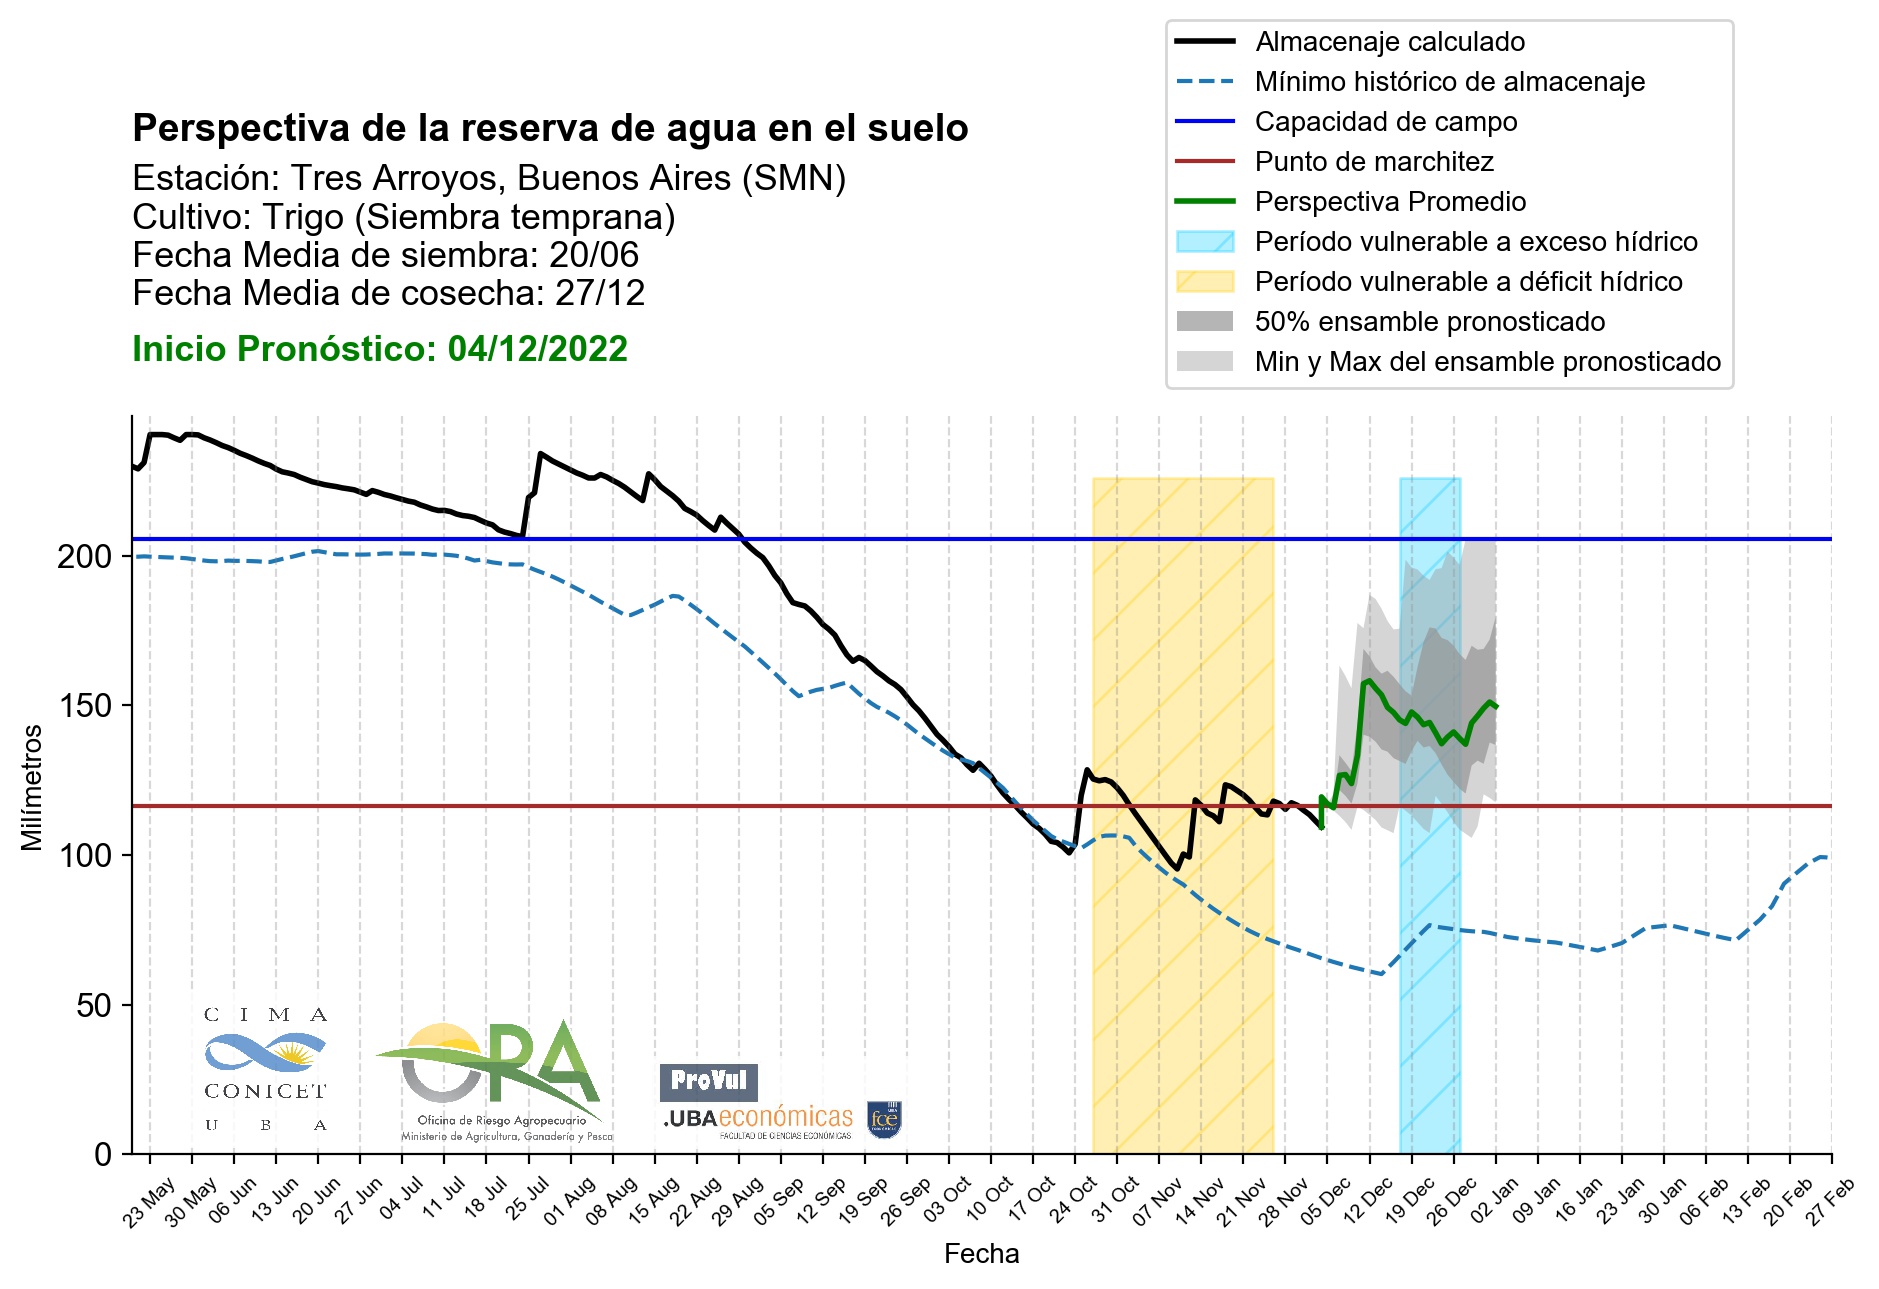 Almacenaje calculado
Mínimo histórico de almacenaje
Capacidad de campo
Punto de marchitez
Perspectiva Promedio
Período vulnerable a exceso hídrico
Período vulnerable a déficit hídrico
50% ensamble pronosticado
Min y Max del ensamble pronosticado
Perspectiva de la reserva de agua en el suelo
Estación: Tres Arroyos, Buenos Aires (SMN)
Cultivo: Trigo (Siembra temprana)
Fecha Media de siembra: 20/06
Fecha Media de cosecha: 27/12
Inicio Pronóstico: 04/12/2022
Milímetros
200
150
100
50
0
CIMA
CONICET
UBA
ORA
Oficina de Riesgo Agropecuario
Ministerio de Agricultura, Ganadería y Pesca
ProVul
.UBAeconómicas
FACULTAD DE CIENCIAS ECONÓMICAS
UBA
fce
ECONÓMICAS
23 May
30 May
06 Jun
13 Jun
20 Jun
27 Jun
04 Jul
11 Jul
18 Jul
25 Jul
01 Aug
08 Aug
15 Aug
22 Aug
29 Aug
05 Sep
12 Sep
19 Sep
26 Sep
03 Oct
10 Oct
17 Oct
24 Oct
31 Oct
07 Nov
14 Nov
21 Nov
28 Nov
05 Dec
12 Dec
19 Dec
26 Dec
02 Jan
09 Jan
16 Jan
23 Jan
30 Jan
06 Feb
13 Feb
20 Feb
27 Feb
Fecha